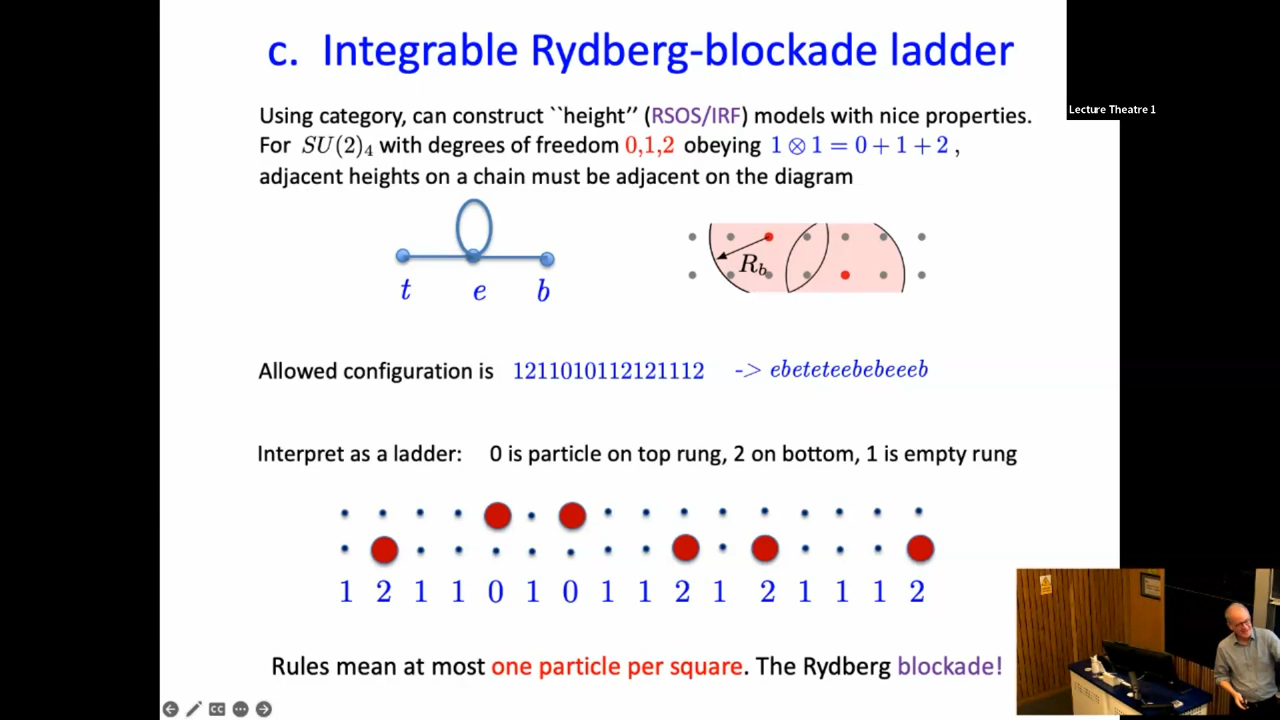 c. Integrable Rydberg-blockade ladder
Lecture Theatre 1
Using category, can construct ``height’’ (RSOS/IRF) models with nice properties.
For SU(2)₄ with degrees of freedom 0,1,2 obeying 1 ⊗ 1 = 0 + 1 + 2 ,
adjacent heights on a chain must be adjacent on the diagram
R_b
t e b
Allowed configuration is 1211010112121112 -> ebeteteebebeeeb
Interpret as a ladder: 0 is particle on top rung, 2 on bottom, 1 is empty rung
1 2 1 1 0 1 0 1 1 2 1 2 1 1 1 2
Rules mean at most one particle per square. The Rydberg blockade!
CC